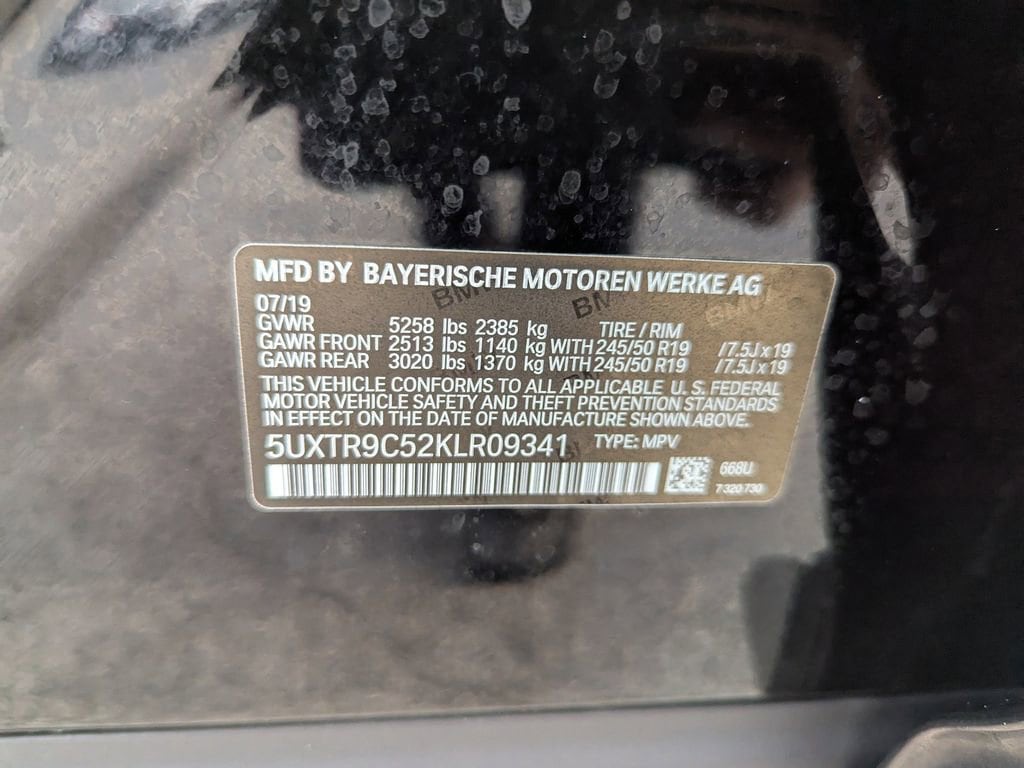 MFD BY BAYERISCHE MOTOREN WERKE AG
07/19
GVWR 5258 lbs 2385 kg TIRE / RIM
GAWR FRONT 2513 lbs 1140 kg WITH 245/50 R19 /7.5J x 19
GAWR REAR 3020 lbs 1370 kg WITH 245/50 R19 /7.5J x 19
THIS VEHICLE CONFORMS TO ALL APPLICABLE U. S. FEDERAL
MOTOR VEHICLE SAFETY AND THEFT PREVENTION STANDARDS
IN EFFECT ON THE DATE OF MANUFACTURE SHOWN ABOVE.
5UXTR9C52KLR09341 TYPE: MPV
668U
7 320 730